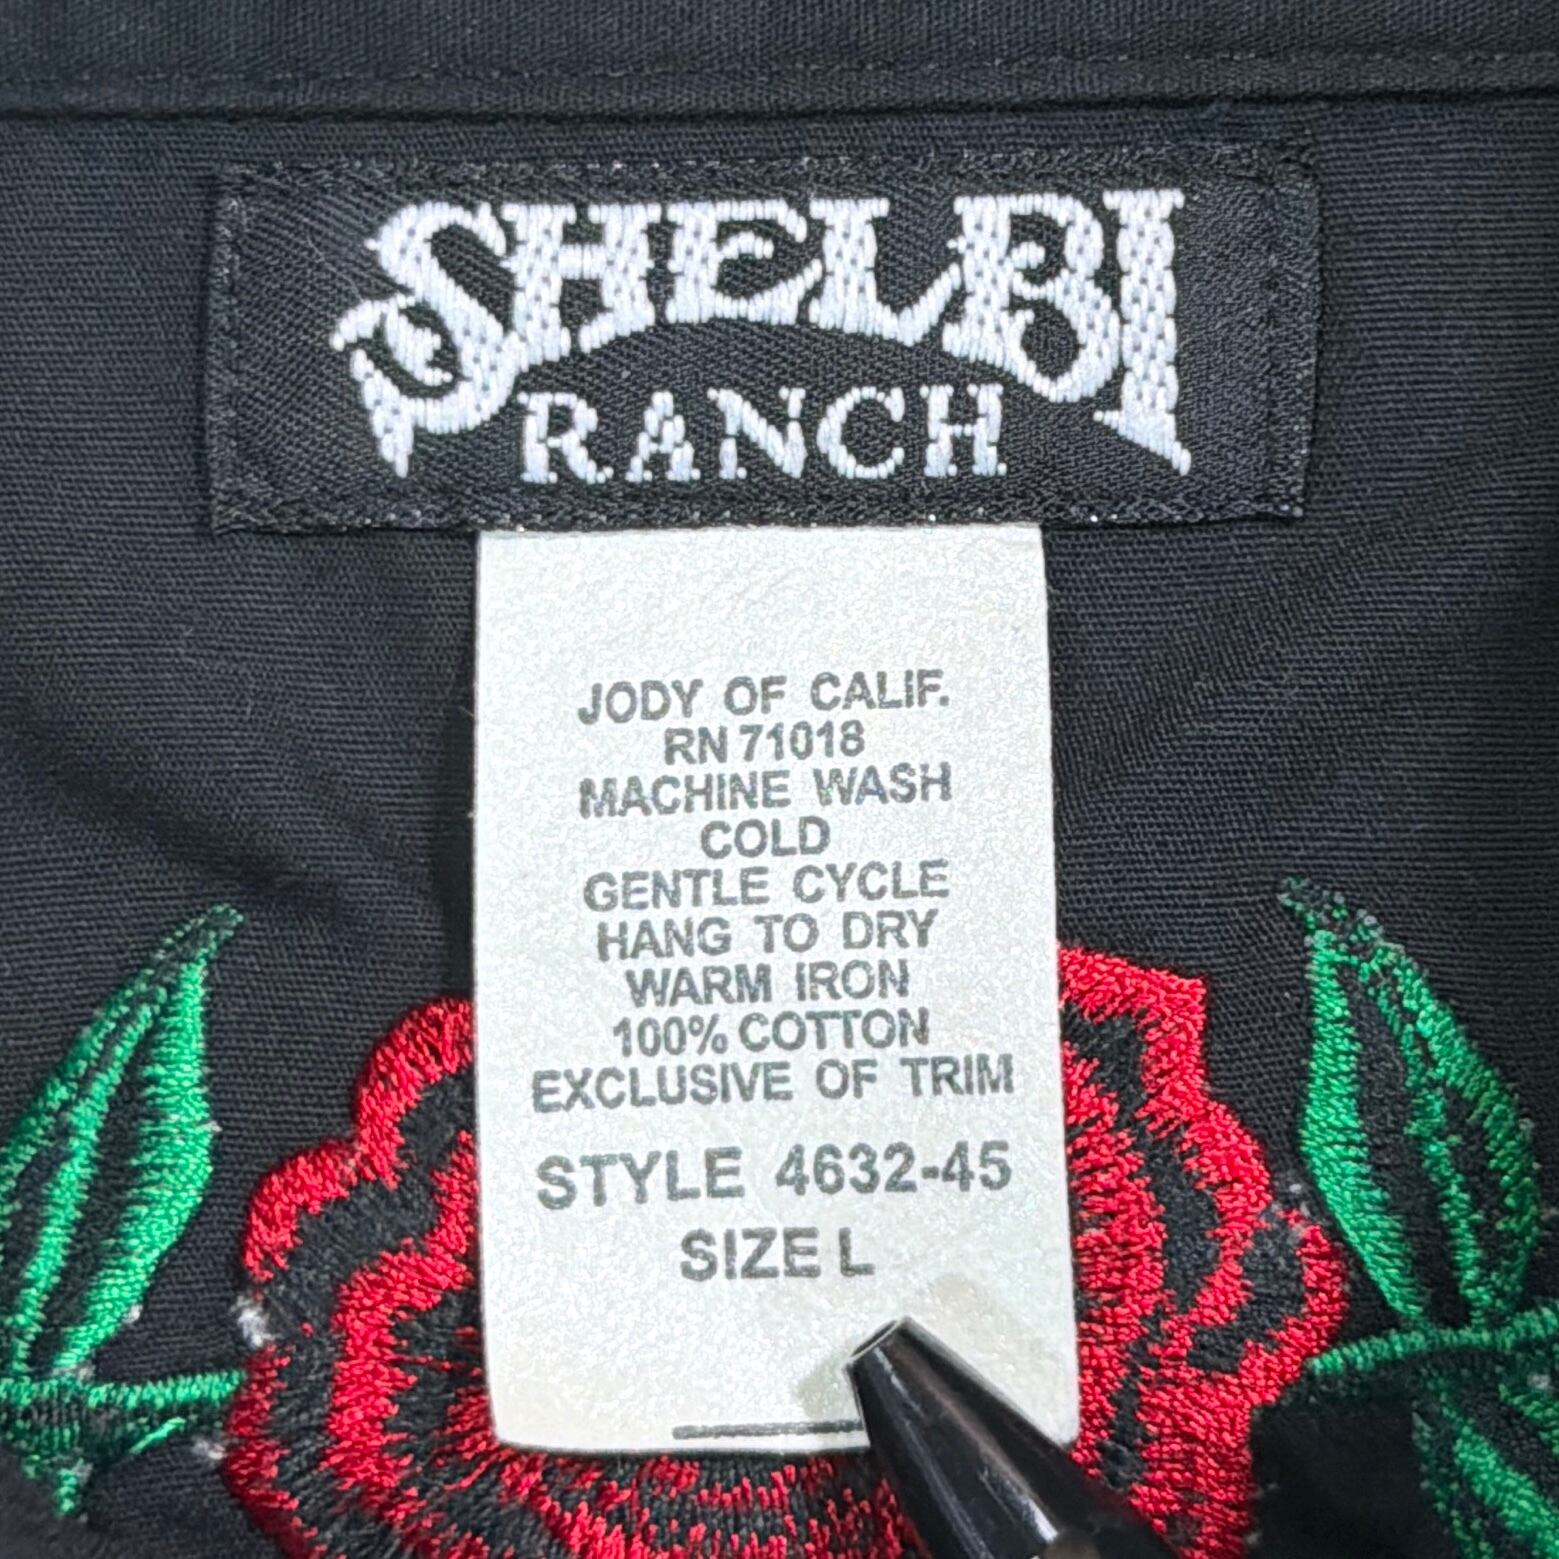 SHELBI
RANCH
JODY OF CALIF.
RN 71018
MACHINE WASH
COLD
GENTLE CYCLE
HANG TO DRY
WARM IRON
100% COTTON
EXCLUSIVE OF TRIM
STYLE 4632-45
SIZE L